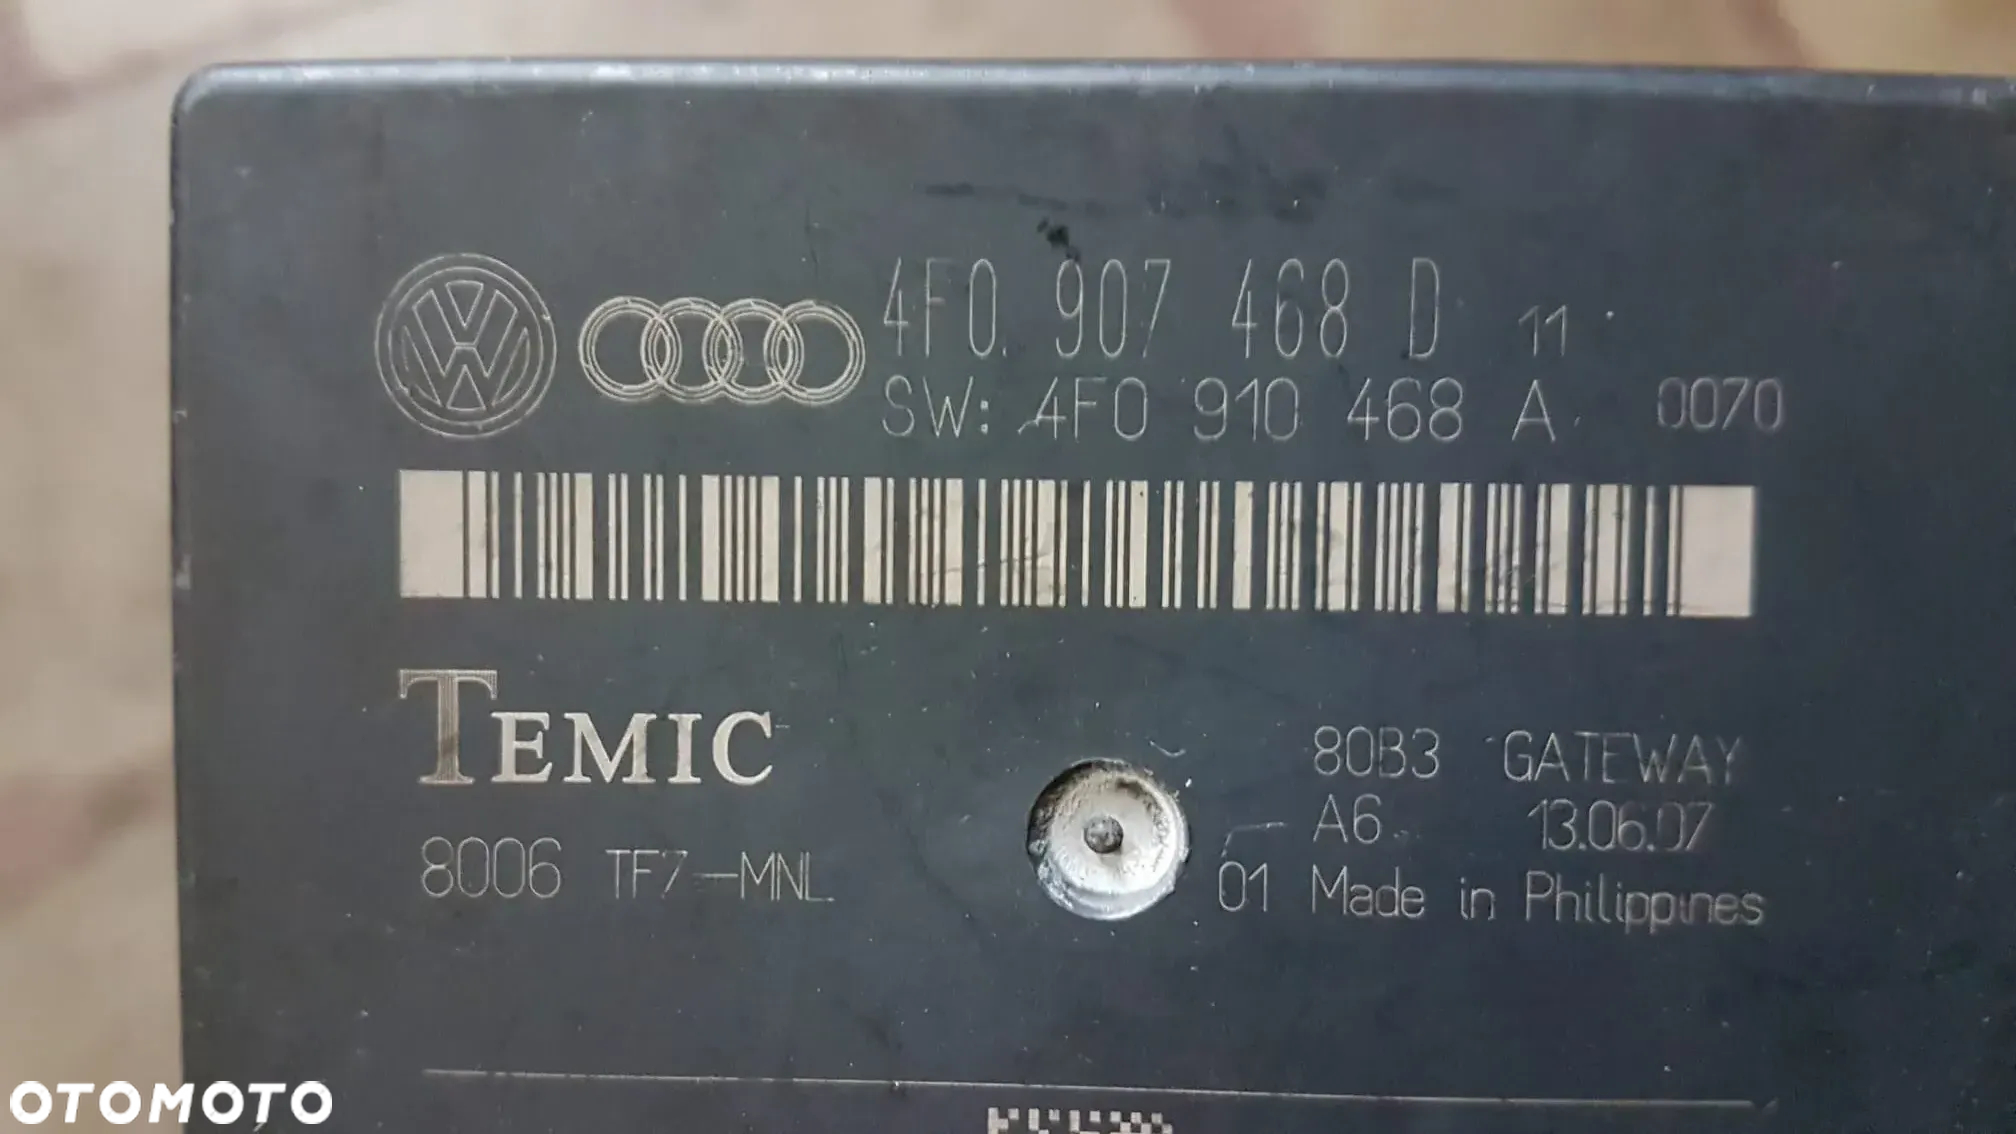 4F0. 907 468 D 11
SW: 4F0 910 468 A 0070
TEMIC
80B3 GATEWAY
A6 13.06.07
8006 TF7-MNL
01 Made in Philippines
OTOMOTO